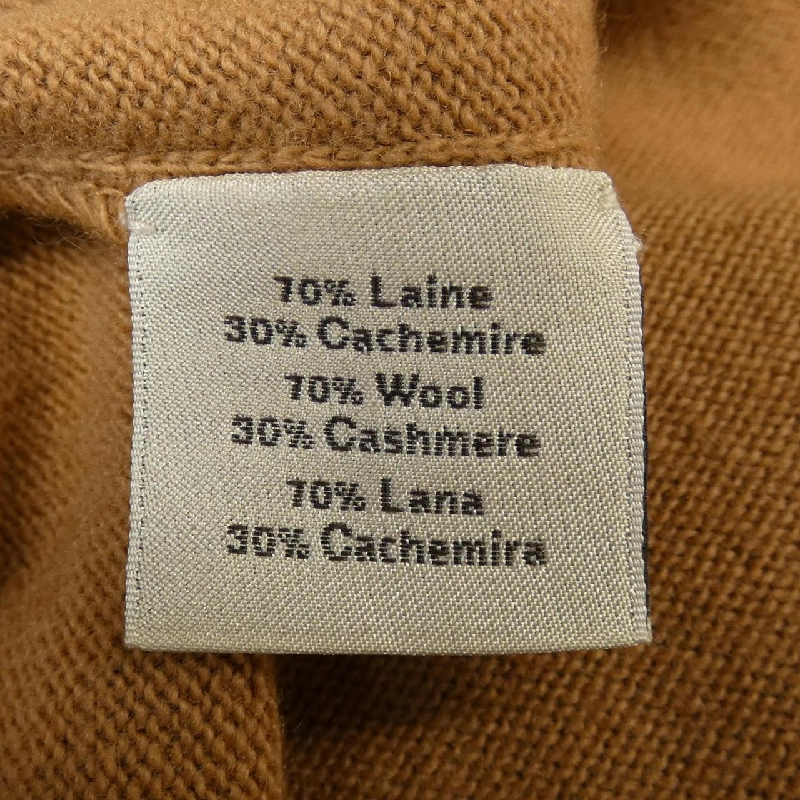 70% Laine
30% Cachemire
70% Wool
30% Cashmere
70% Lana
30% Cachemira